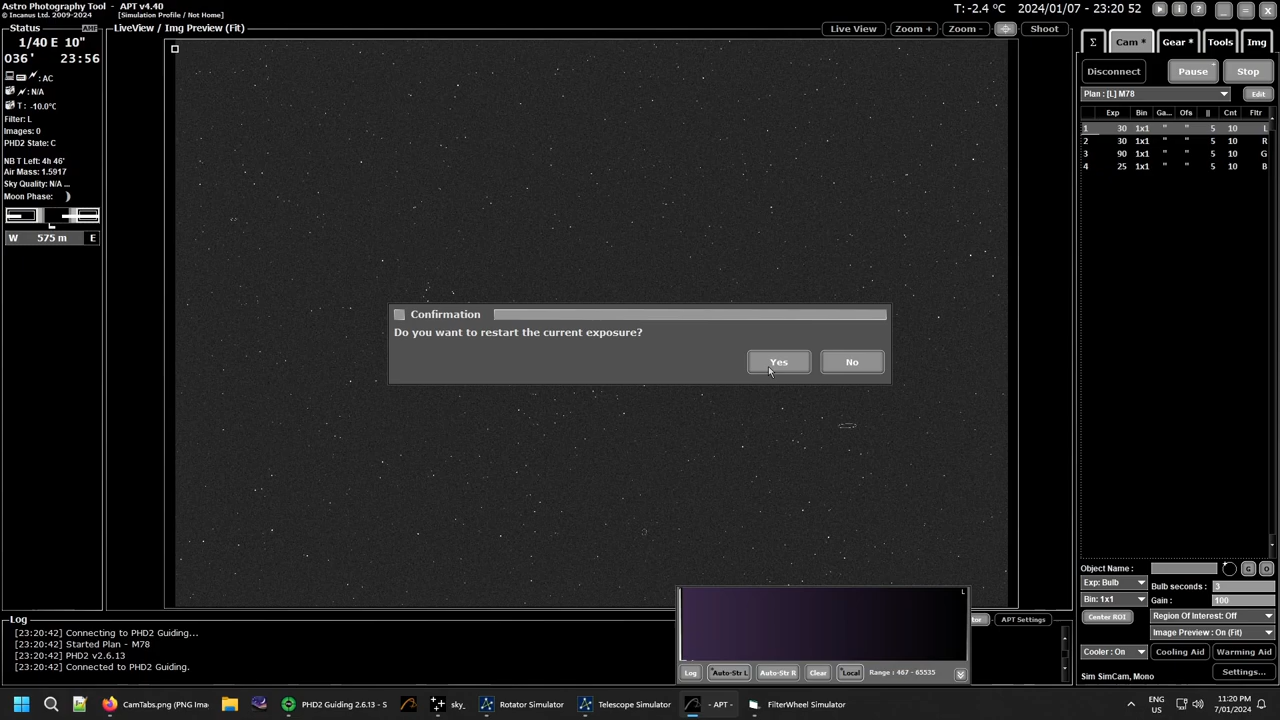 Astro Photography Tool - APT v4.40
© Incanus Ltd. 2009-2024 [Simulation Profile / Not Home]
T: -2.4 ºC 2024/01/07 - 23:20 52
Status
1/40 E 10"
036' 23:56
: AC
: N/A
T : -10.0°C
Filter: L
Images: 0
PHD2 State: C
NB T Left: 4h 46'
Air Mass: 1.5917
Sky Quality: N/A ...
Moon Phase:
W 575 m E
LiveView / Img Preview (Fit)
Live View Zoom + Zoom - Shoot
Σ Cam * Gear * Tools Img
Disconnect Pause + Stop
Plan : [L] M78 Edit
Exp Bin Ga... Ofs || Cnt Fltr
1 30 1x1 " " 5 10 L
2 30 1x1 " " 5 10 R
3 90 1x1 " " 5 10 G
4 25 1x1 " " 5 10 B
Confirmation
Do you want to restart the current exposure?
Yes No
Object Name : G O
Exp: Bulb Bulb seconds : 3
Bin: 1x1 Gain : 100
Center ROI Region Of Interest: Off
Image Preview : On (Fit)
Cooler : On Cooling Aid Warming Aid
Sim SimCam, Mono Settings...
Log
[23:20:42] Connecting to PHD2 Guiding...
[23:20:42] Started Plan - M78
[23:20:42] PHD2 v2.6.13
[23:20:42] Connected to PHD2 Guiding.
L
Log Auto-Str L Auto-Str R Clear Local Range : 467 - 65535
APT Settings
CamTabs.png (PNG Ima PHD2 Guiding 2.6.13 - S sky_ Rotator Simulator Telescope Simulator - APT - FilterWheel Simulator
ENG
US
11:20 PM
7/01/2024